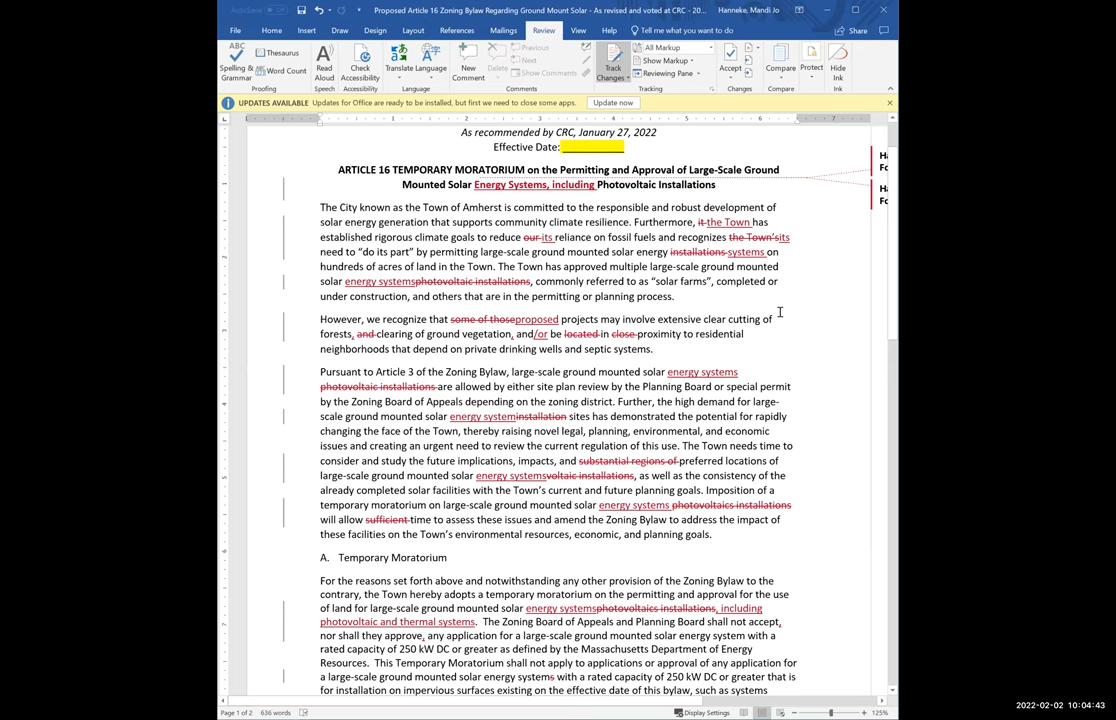 AutoSave Off Proposed Article 16 Zoning Bylaw Regarding Ground Mount Solar - As revised and voted at CRC - 20... Hanneke, Mandi Jo
File Home Insert Draw Design Layout References Mailings Review View Help Tell me what you want to do Share
ABC Spelling & Grammar Thesaurus Word Count Read Aloud Check Accessibility Translate Language New Comment Delete Previous Next Show Comments Track Changes All Markup Show Markup Reviewing Pane Accept Compare Protect Hide Ink
Proofing Speech Accessibility Language Comments Tracking Changes Compare Ink
UPDATES AVAILABLE Updates for Office are ready to be installed, but first we need to close some apps. Update now
1 2 3 4 5 6 7
As recommended by CRC, January 27, 2022
Effective Date: __________
ARTICLE 16 TEMPORARY MORATORIUM on the Permitting and Approval of Large-Scale Ground
Mounted Solar Energy Systems, including Photovoltaic Installations
Ha
Fo
Ha
Fo
The City known as the Town of Amherst is committed to the responsible and robust development of
solar energy generation that supports community climate resilience. Furthermore, it the Town has
established rigorous climate goals to reduce our its reliance on fossil fuels and recognizes the Town'sits
need to “do its part” by permitting large-scale ground mounted solar energy installations systems on
hundreds of acres of land in the Town. The Town has approved multiple large-scale ground mounted
solar energy systemsphotovoltaic installations, commonly referred to as “solar farms”, completed or
under construction, and others that are in the permitting or planning process.
However, we recognize that some of thoseproposed projects may involve extensive clear cutting of
forests, and clearing of ground vegetation, and/or be located in close proximity to residential
neighborhoods that depend on private drinking wells and septic systems.
Pursuant to Article 3 of the Zoning Bylaw, large-scale ground mounted solar energy systems
photovoltaic installations are allowed by either site plan review by the Planning Board or special permit
by the Zoning Board of Appeals depending on the zoning district. Further, the high demand for large-
scale ground mounted solar energy systeminstallation sites has demonstrated the potential for rapidly
changing the face of the Town, thereby raising novel legal, planning, environmental, and economic
issues and creating an urgent need to review the current regulation of this use. The Town needs time to
consider and study the future implications, impacts, and substantial regions of preferred locations of
large-scale ground mounted solar energy systemsvoltaic installations, as well as the consistency of the
already completed solar facilities with the Town's current and future planning goals. Imposition of a
temporary moratorium on large-scale ground mounted solar energy systems photovoltaics installations
will allow sufficient time to assess these issues and amend the Zoning Bylaw to address the impact of
these facilities on the Town's environmental resources, economic, and planning goals.
A. Temporary Moratorium
For the reasons set forth above and notwithstanding any other provision of the Zoning Bylaw to the
contrary, the Town hereby adopts a temporary moratorium on the permitting and approval for the use
of land for large-scale ground mounted solar energy systemsphotovoltaics installations, including
photovoltaic and thermal systems. The Zoning Board of Appeals and Planning Board shall not accept,
nor shall they approve, any application for a large-scale ground mounted solar energy system with a
rated capacity of 250 kW DC or greater as defined by the Massachusetts Department of Energy
Resources. This Temporary Moratorium shall not apply to applications or approval of any application for
a large-scale ground mounted solar energy systems with a rated capacity of 250 kW DC or greater that is
for installation on impervious surfaces existing on the effective date of this bylaw, such as systems
Page 1 of 2 636 words Display Settings 125%
2022-02-02 10:04:43